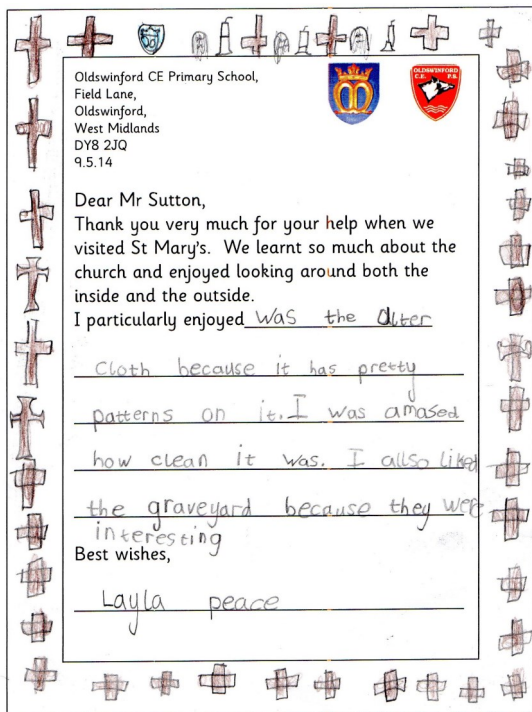 Oldswinford CE Primary School,
Field Lane,
Oldswinford,
West Midlands
DY8 2JQ
9.5.14
OLDSWINFORD
C.E. P.S.
Dear Mr Sutton,
Thank you very much for your help when we
visited St Mary's. We learnt so much about the
church and enjoyed looking around both the
inside and the outside.
I particularly enjoyed was the alter
cloth because it has pretty
patterns on it. I was amased
how clean it was. I allso liked
the graveyard because they were
interesting
Best wishes,
Layla peace